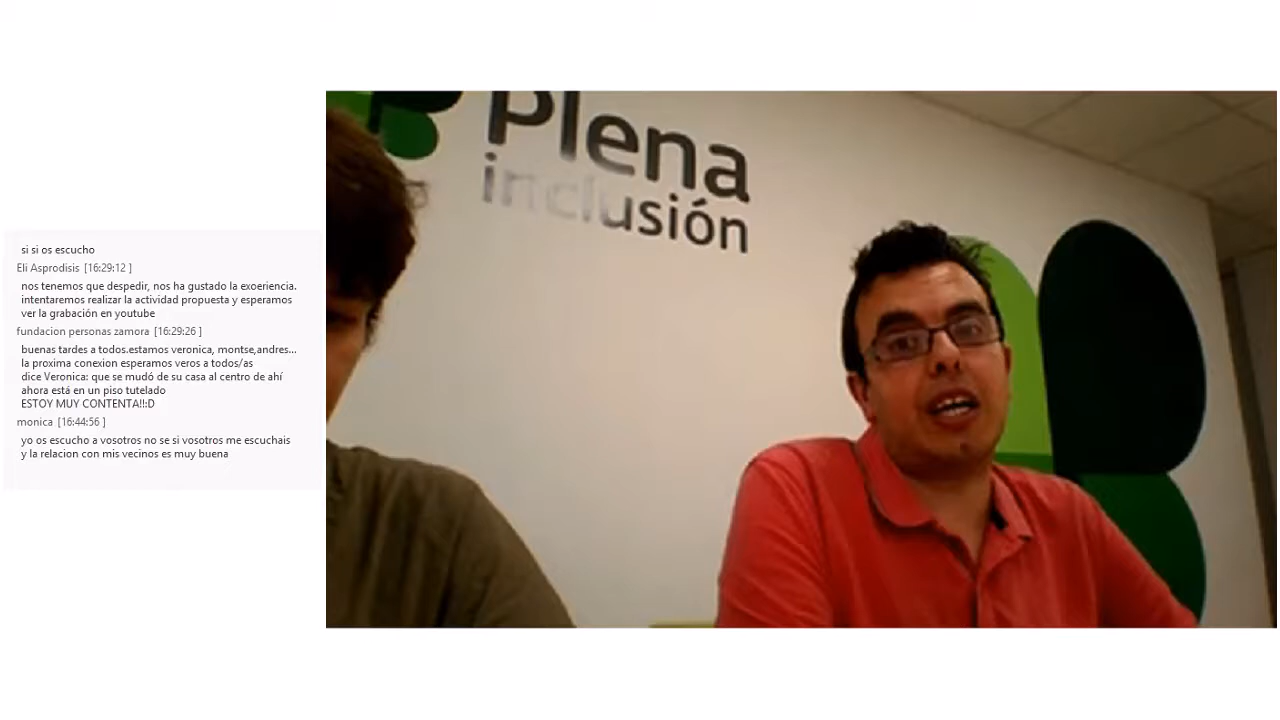 si si os escucho
Eli Asprodisis [16:29:12 ]
nos tenemos que despedir, nos ha gustado la exoeriencia.
intentaremos realizar la actividad propuesta y esperamos
ver la grabación en youtube
fundacion personas zamora [16:29:26 ]
buenas tardes a todos.estamos veronica, montse,andres...
la proxima conexion esperamos veros a todos/as
dice Veronica: que se mudó de su casa al centro de ahí
ahora está en un piso tutelado
ESTOY MUY CONTENTA!!:D
monica [16:44:56 ]
yo os escucho a vosotros no se si vosotros me escuchais
y la relacion con mis vecinos es muy buena
Plena
inclusión